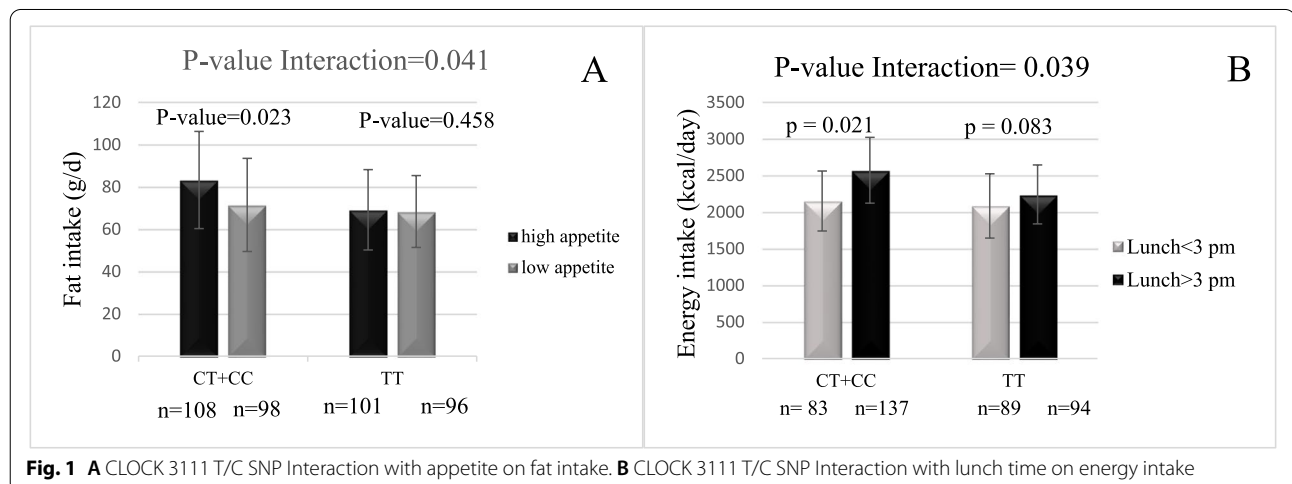 P-value Interaction=0.041
A
P-value=0.023
P-value=0.458
Fat intake (g/d)
120
100
80
60
40
20
0
high appetite
low appetite
CT+CC
TT
n=108
n=98
n=101
n=96
P-value Interaction= 0.039
B
p = 0.021
p = 0.083
Energy intake (kcal/day)
3500
3000
2500
2000
1500
1000
500
0
Lunch<3 pm
Lunch>3 pm
CT+CC
TT
n= 83
n=137
n=89
n=94
Fig. 1 A CLOCK 3111 T/C SNP Interaction with appetite on fat intake. B CLOCK 3111 T/C SNP Interaction with lunch time on energy intake